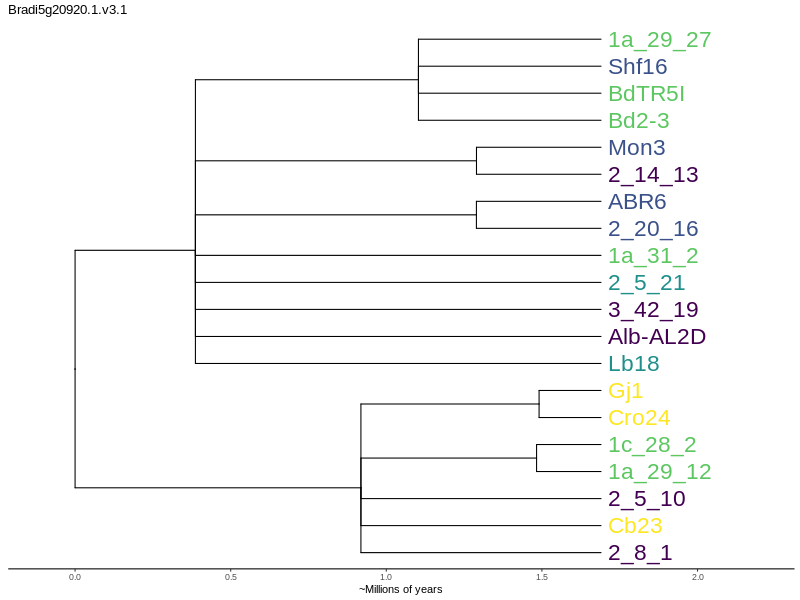 Bradi5g20920.1.v3.1
1a_29_27
Shf16
BdTR5I
Bd2-3
Mon3
2_14_13
ABR6
2_20_16
1a_31_2
2_5_21
3_42_19
Alb-AL2D
Lb18
Gj1
Cro24
1c_28_2
1a_29_12
2_5_10
Cb23
2_8_1
0.0 0.5 1.0 1.5 2.0
~Millions of years